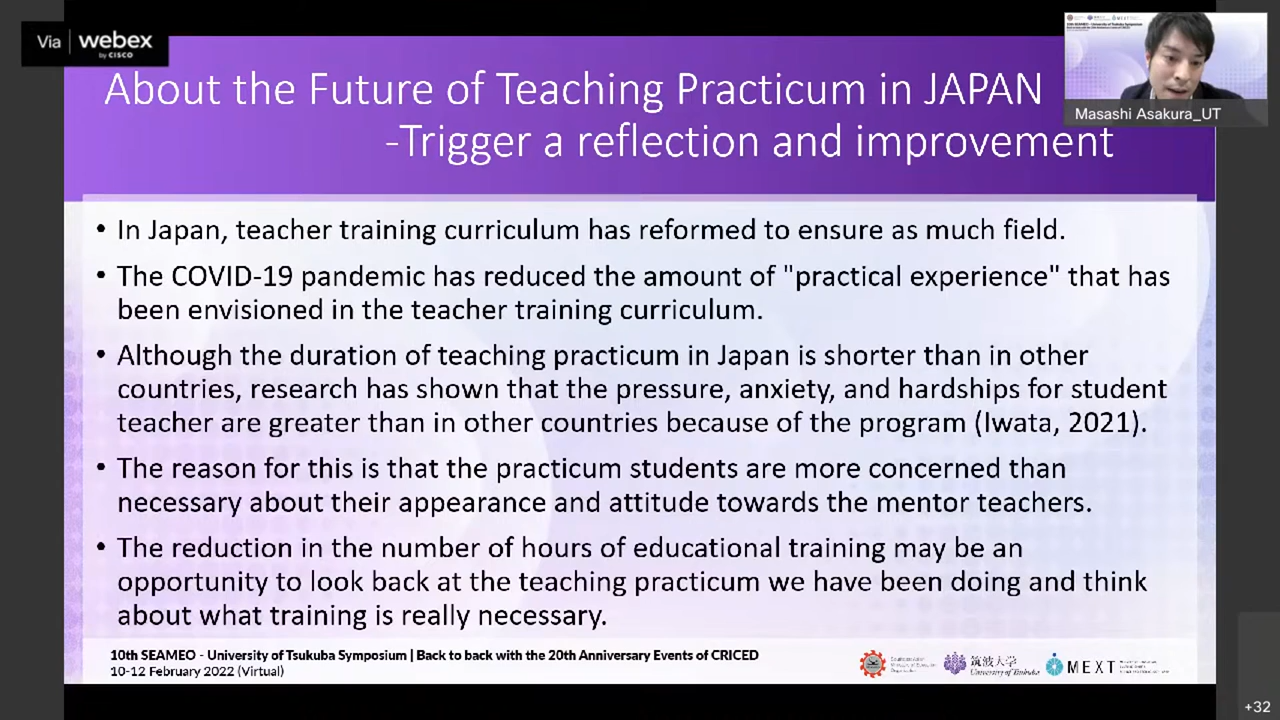 Via webex
by CISCO
About the Future of Teaching Practicum in JAPAN
-Trigger a reflection and improvement
Masashi Asakura_UT
• In Japan, teacher training curriculum has reformed to ensure as much field.
• The COVID-19 pandemic has reduced the amount of "practical experience" that has
been envisioned in the teacher training curriculum.
• Although the duration of teaching practicum in Japan is shorter than in other
countries, research has shown that the pressure, anxiety, and hardships for student
teacher are greater than in other countries because of the program (Iwata, 2021).
• The reason for this is that the practicum students are more concerned than
necessary about their appearance and attitude towards the mentor teachers.
• The reduction in the number of hours of educational training may be an
opportunity to look back at the teaching practicum we have been doing and think
about what training is really necessary.
10th SEAMEO - University of Tsukuba Symposium | Back to back with the 20th Anniversary Events of CRICED
10-12 February 2022 (Virtual)
筑波大学
University of Tsukuba
MEXT
+32